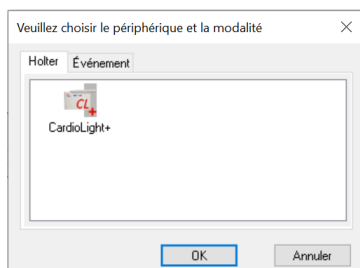 Veuillez choisir le périphérique et la modalité
Holter Événement
CL+
CardioLight+
OK Annuler